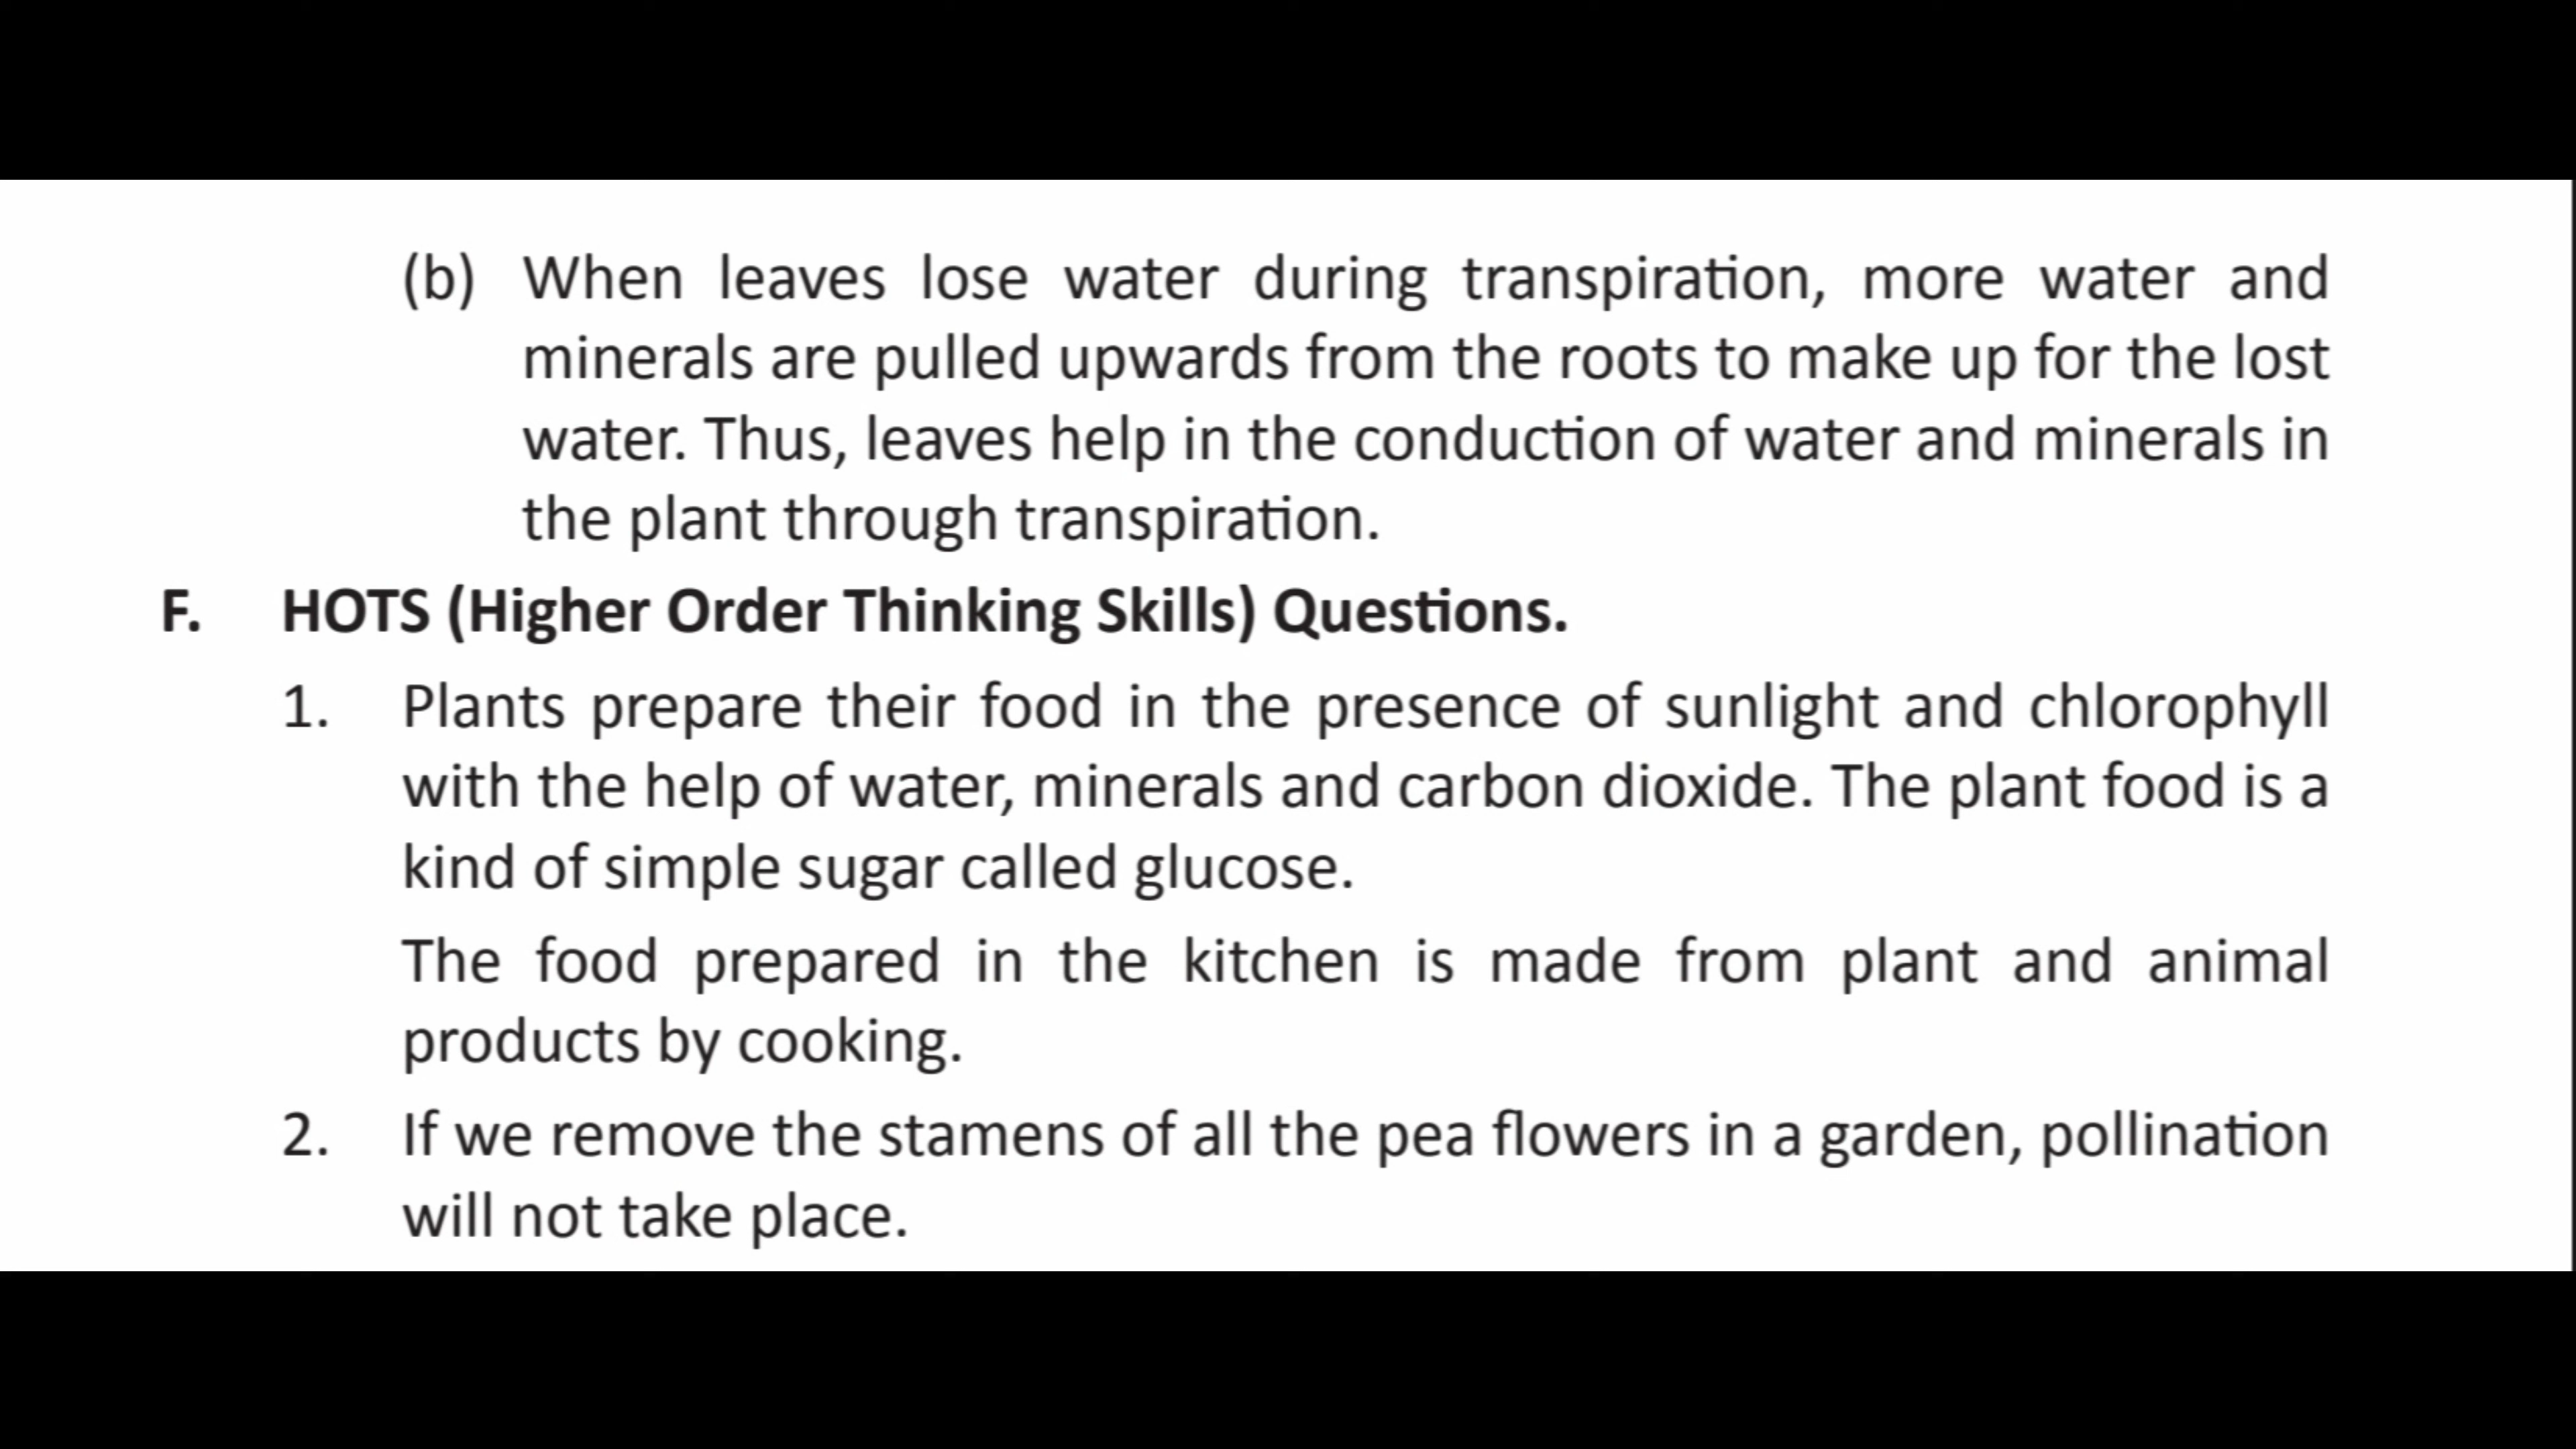 (b) When leaves lose water during transpiration, more water and
minerals are pulled upwards from the roots to make up for the lost
water. Thus, leaves help in the conduction of water and minerals in
the plant through transpiration.
F. HOTS (Higher Order Thinking Skills) Questions.
1. Plants prepare their food in the presence of sunlight and chlorophyll
with the help of water, minerals and carbon dioxide. The plant food is a
kind of simple sugar called glucose.
The food prepared in the kitchen is made from plant and animal
products by cooking.
2. If we remove the stamens of all the pea flowers in a garden, pollination
will not take place.